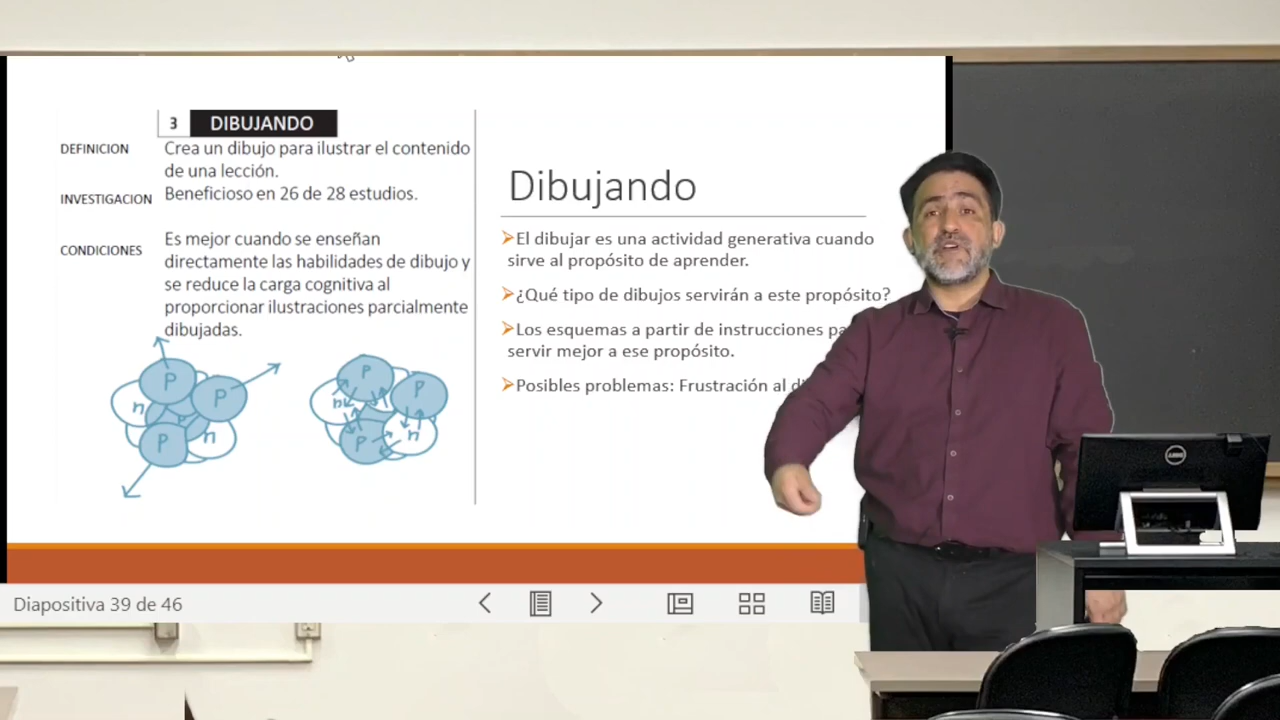 3 DIBUJANDO
DEFINICION Crea un dibujo para ilustrar el contenido
de una lección.
INVESTIGACION Beneficioso en 26 de 28 estudios.
CONDICIONES Es mejor cuando se enseñan
directamente las habilidades de dibujo y
se reduce la carga cognitiva al
proporcionar ilustraciones parcialmente
dibujadas.
P
P
n
P
P
n
P
P
n
P
n
Dibujando
El dibujar es una actividad generativa cuando
sirve al propósito de aprender.
¿Qué tipo de dibujos servirán a este propósito?
Los esquemas a partir de instrucciones
servir mejor a ese propósito.
Posibles problemas: Frustración al
Diapositiva 39 de 46
DELL